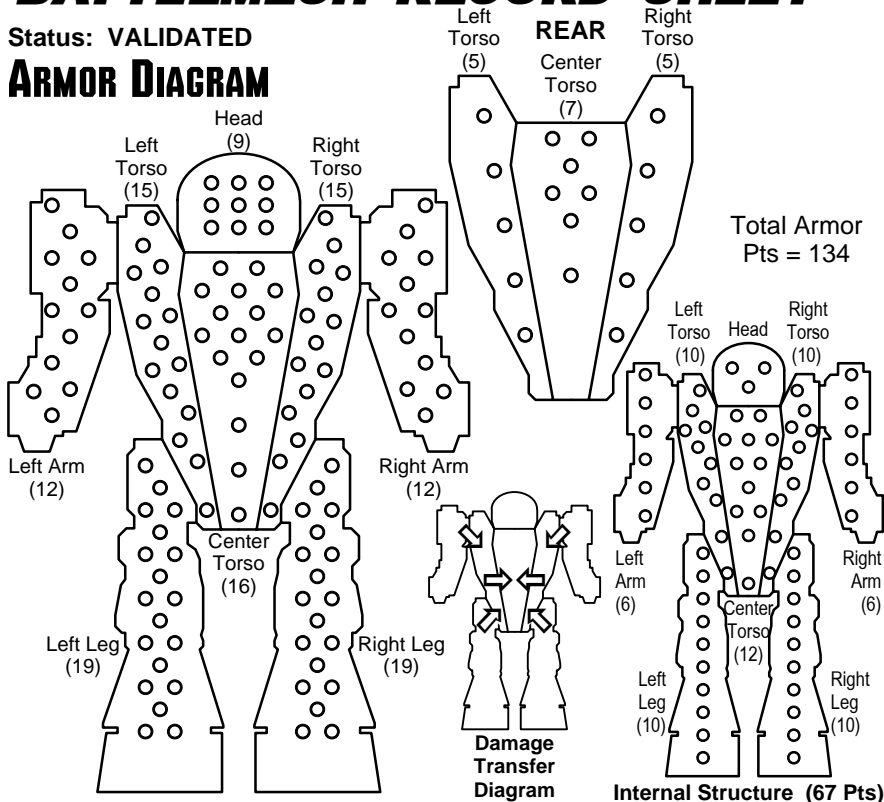 BATTLEMECH RECORD SHEET
Status: VALIDATED
ARMOR DIAGRAM
Head
(9)
Left
Torso
(15)
Right
Torso
(15)
Left Arm
(12)
Right Arm
(12)
Center
Torso
(16)
Left Leg
(19)
Right Leg
(19)
REAR
Left
Torso
(5)
Center
Torso
(7)
Right
Torso
(5)
Total Armor
Pts = 134
Left
Torso
(10)
Head
Right
Torso
(10)
Left
Arm
(6)
Right
Arm
(6)
Center
Torso
(12)
Left
Leg
(10)
Right
Leg
(10)
Damage
Transfer
Diagram
Internal Structure (67 Pts)